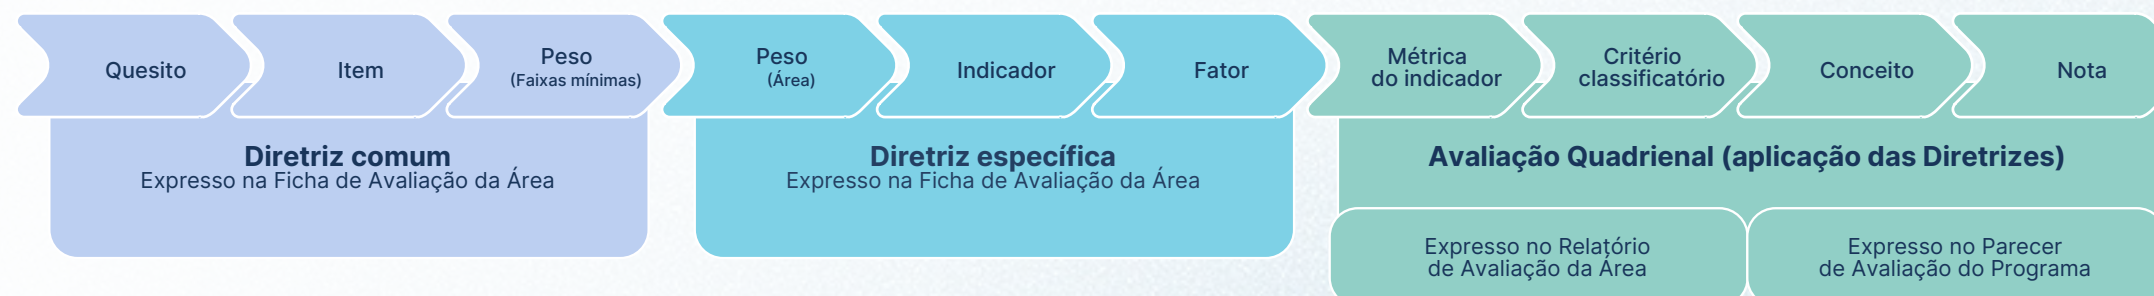 Quesito
Item
Peso
(Faixas mínimas)
Peso
(Área)
Indicador
Fator
Métrica
do indicador
Critério
classificatório
Conceito
Nota
Diretriz comum
Expresso na Ficha de Avaliação da Área
Diretriz específica
Expresso na Ficha de Avaliação da Área
Avaliação Quadrienal (aplicação das Diretrizes)
Expresso no Relatório
de Avaliação da Área
Expresso no Parecer
de Avaliação do Programa